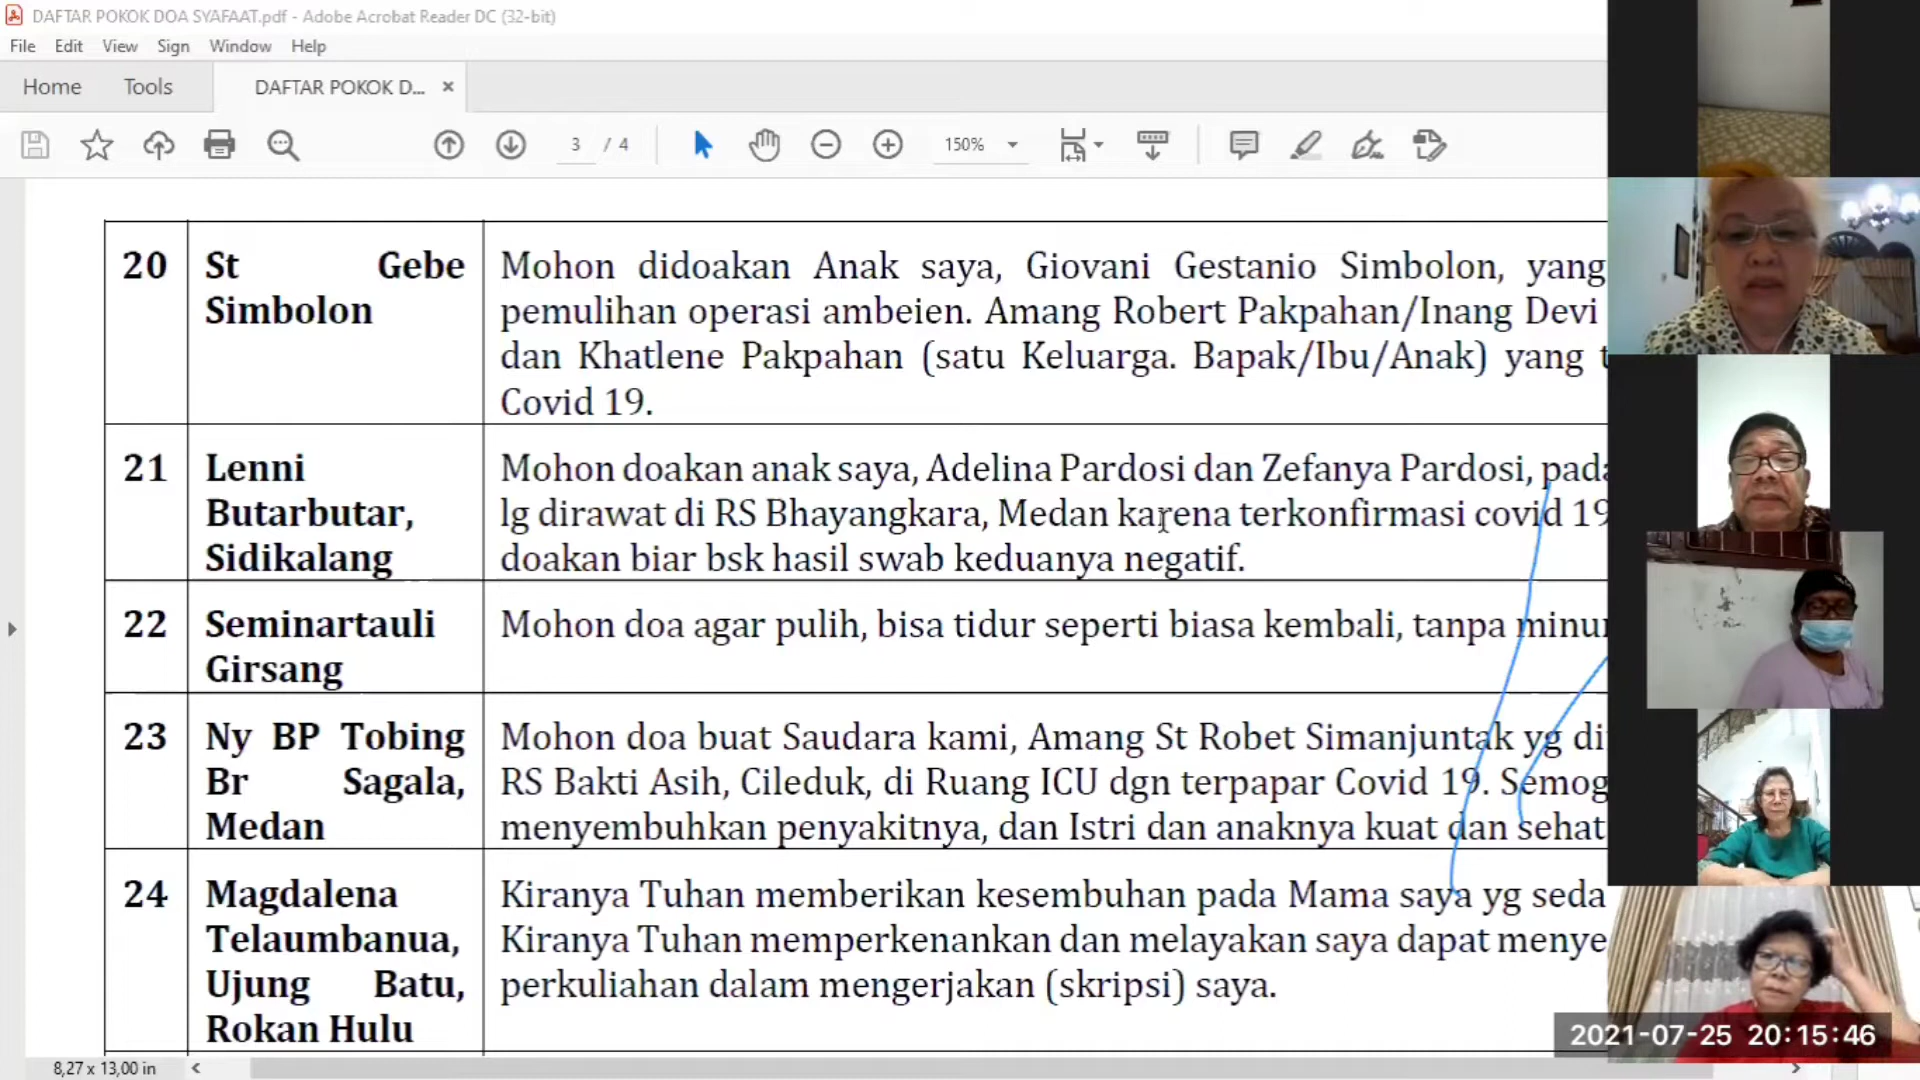 DAFTAR POKOK DOA SYAFAAT.pdf - Adobe Acrobat Reader DC (32-bit)
File Edit View Sign Window Help
Home Tools DAFTAR POKOK D... ×
3 / 4 150%
20 St Gebe Simbolon
Mohon didoakan Anak saya, Giovani Gestanio Simbolon, yang
pemulihan operasi ambeien. Amang Robert Pakpahan/Inang Devi
dan Khatlene Pakpahan (satu Keluarga. Bapak/Ibu/Anak) yang
Covid 19.
21 Lenni Butarbutar, Sidikalang
Mohon doakan anak saya, Adelina Pardosi dan Zefanya Pardosi,
lg dirawat di RS Bhayangkara, Medan karena terkonfirmasi covid 19
doakan biar bsk hasil swab keduanya negatif.
22 Seminartauli Girsang
Mohon doa agar pulih, bisa tidur seperti biasa kembali, tanpa
23 Ny BP Tobing Br Sagala, Medan
Mohon doa buat Saudara kami, Amang St Robet Simanjuntak yg
RS Bakti Asih, Cileduk, di Ruang ICU dgn terpapar Covid 19.
menyembuhkan penyakitnya, dan Istri dan anaknya kuat dan sehat
24 Magdalena Telaumbanua, Ujung Batu, Rokan Hulu
Kiranya Tuhan memberikan kesembuhan pada Mama saya yg
Kiranya Tuhan memperkenankan dan melayakan saya dapat
perkuliahan dalam mengerjakan (skripsi) saya.
8,27 x 13,00 in
2021-07-25 20:15:46